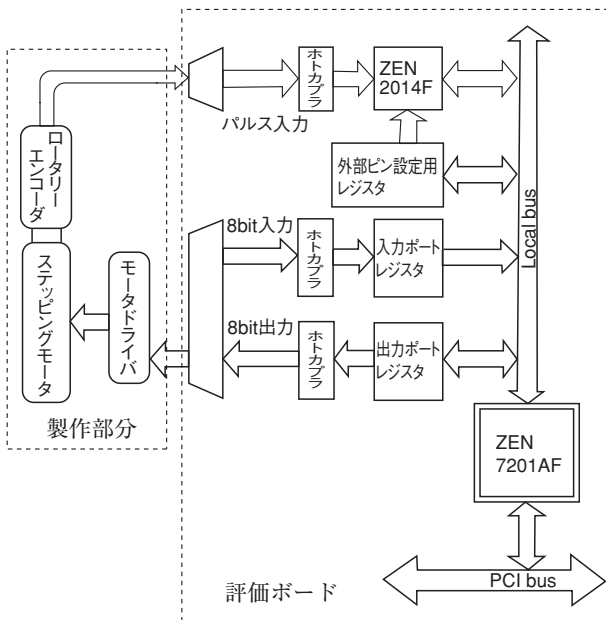 ホトカプラ
ZEN
2014F
パルス入力
ロータリー
エンコーダ
外部ピン設定用
レジスタ
Local bus
8bit入力
ホトカプラ
入力ポート
レジスタ
ステッピングモータ
モータドライバ
8bit出力
ホトカプラ
出力ポート
レジスタ
製作部分
ZEN
7201AF
評価ボード
PCI bus